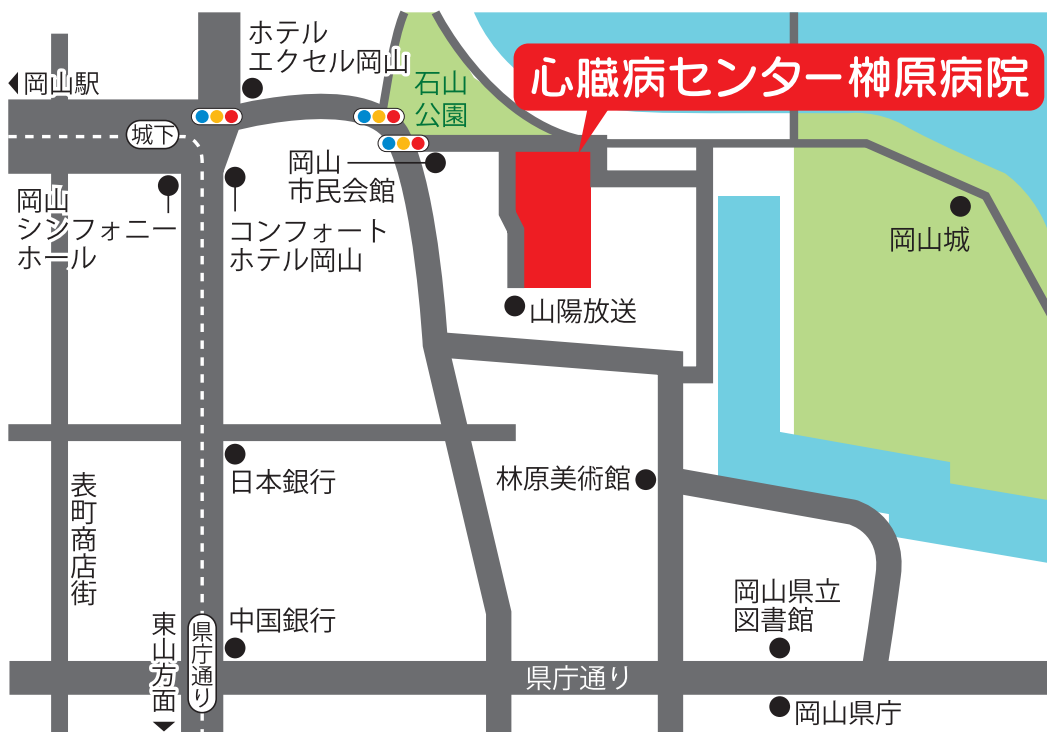 ホテル
エクセル岡山
石山
公園
心臓病センター榊原病院
岡山駅
城下
岡山
市民会館
岡山
シンフォニー
ホール
コンフォート
ホテル岡山
岡山城
山陽放送
日本銀行
林原美術館
表町商店街
岡山県立
図書館
中国銀行
東山方面
県庁通り
県庁通り
岡山県庁